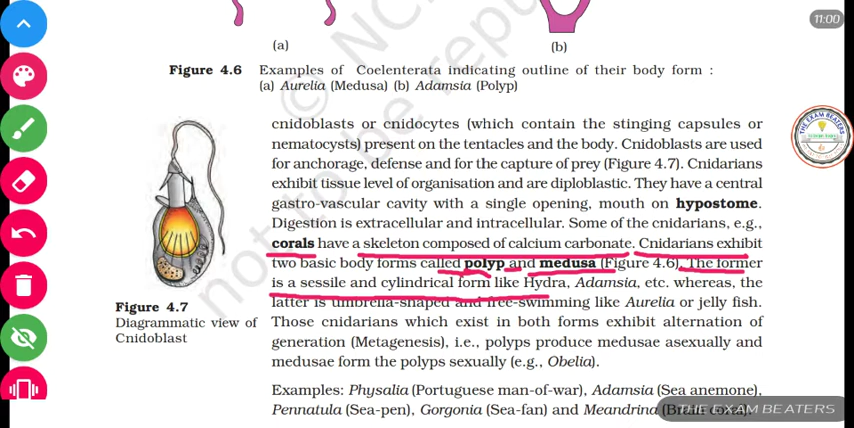 11:00
(a)
(b)
Figure 4.6 Examples of Coelenterata indicating outline of their body form :
(a) Aurelia (Medusa) (b) Adamsia (Polyp)
cnidoblasts or cnidocytes (which contain the stinging capsules or
nematocysts) present on the tentacles and the body. Cnidoblasts are used
for anchorage, defense and for the capture of prey (Figure 4.7). Cnidarians
exhibit tissue level of organisation and are diploblastic. They have a central
gastro-vascular cavity with a single opening, mouth on hypostome.
Digestion is extracellular and intracellular. Some of the cnidarians, e.g.,
corals have a skeleton composed of calcium carbonate. Cnidarians exhibit
two basic body forms called polyp and medusa (Figure 4.6). The former
is a sessile and cylindrical form like Hydra, Adamsia, etc. whereas, the
latter is umbrella-shaped and free-swimming like Aurelia or jelly fish.
Those cnidarians which exist in both forms exhibit alternation of
generation (Metagenesis), i.e., polyps produce medusae asexually and
medusae form the polyps sexually (e.g., Obelia).
Figure 4.7
Diagrammatic view of
Cnidoblast
Examples: Physalia (Portuguese man-of-war), Adamsia (Sea anemone),
Pennatula (Sea-pen), Gorgonia (Sea-fan) and Meandrina
THE EXAM BEATERS
THE EXAM BEATERS
© NC
not to be repu